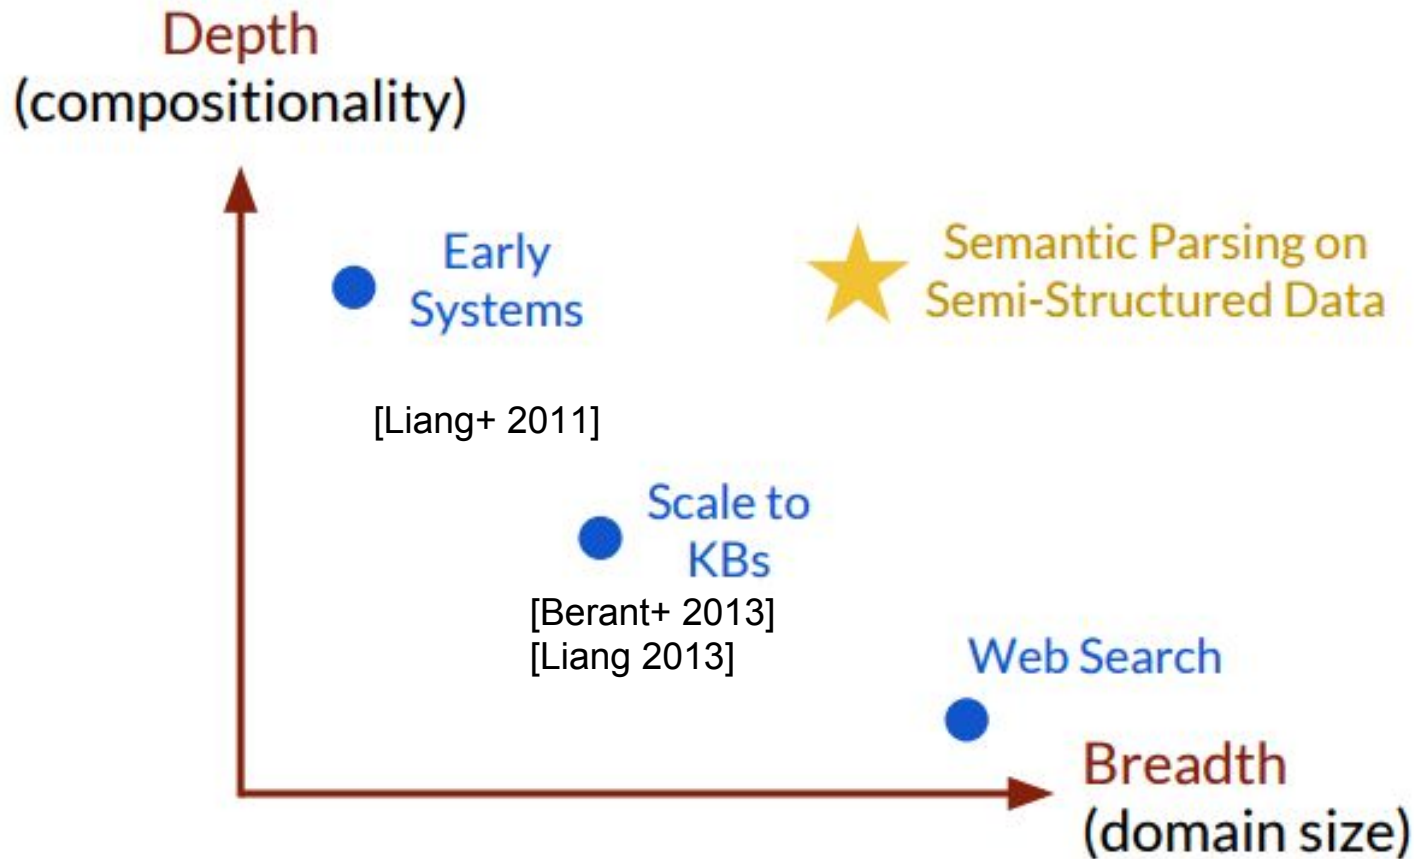 Depth
(compositionality)
Early
Systems
Semantic Parsing on
Semi-Structured Data
[Liang+ 2011]
Scale to
KBs
[Berant+ 2013]
[Liang 2013]
Web Search
Breadth
(domain size)